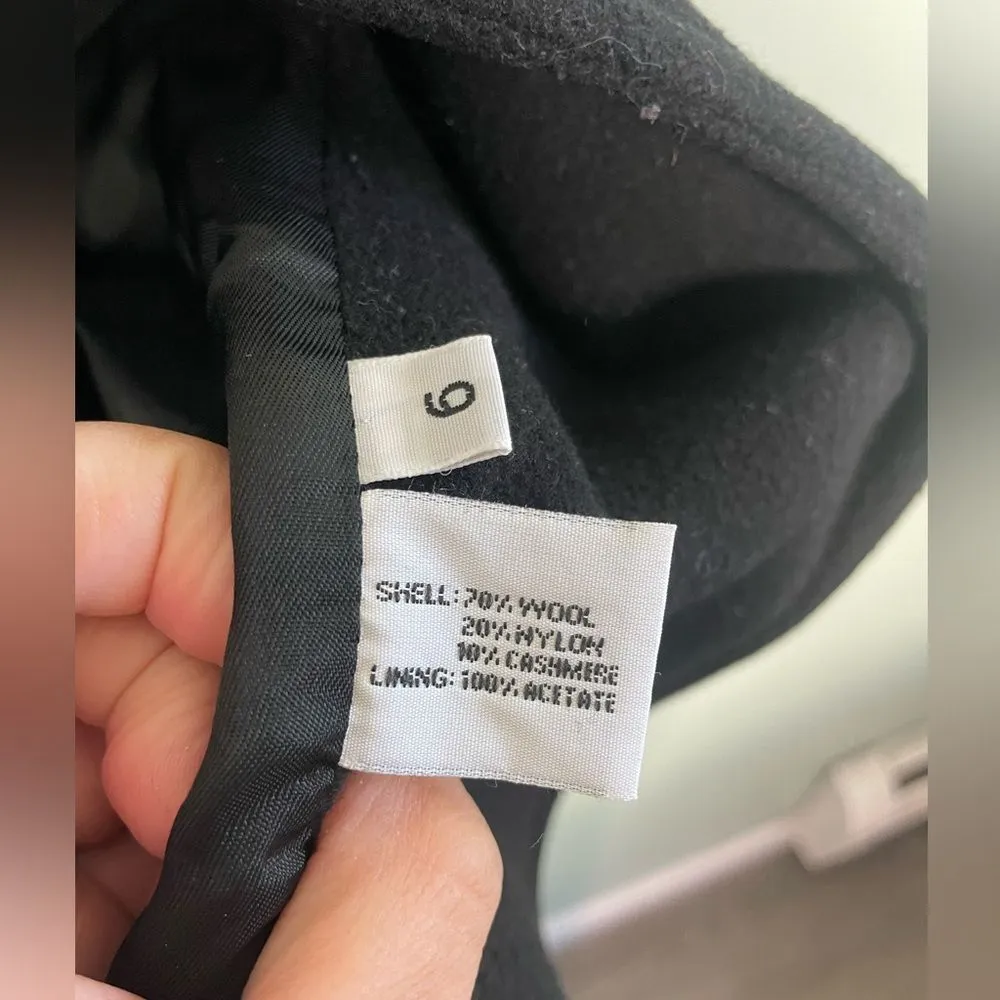 6
SHELL: 70% WOOL
20% NYLON
10% CASHMERE
LINING: 100% ACETATE